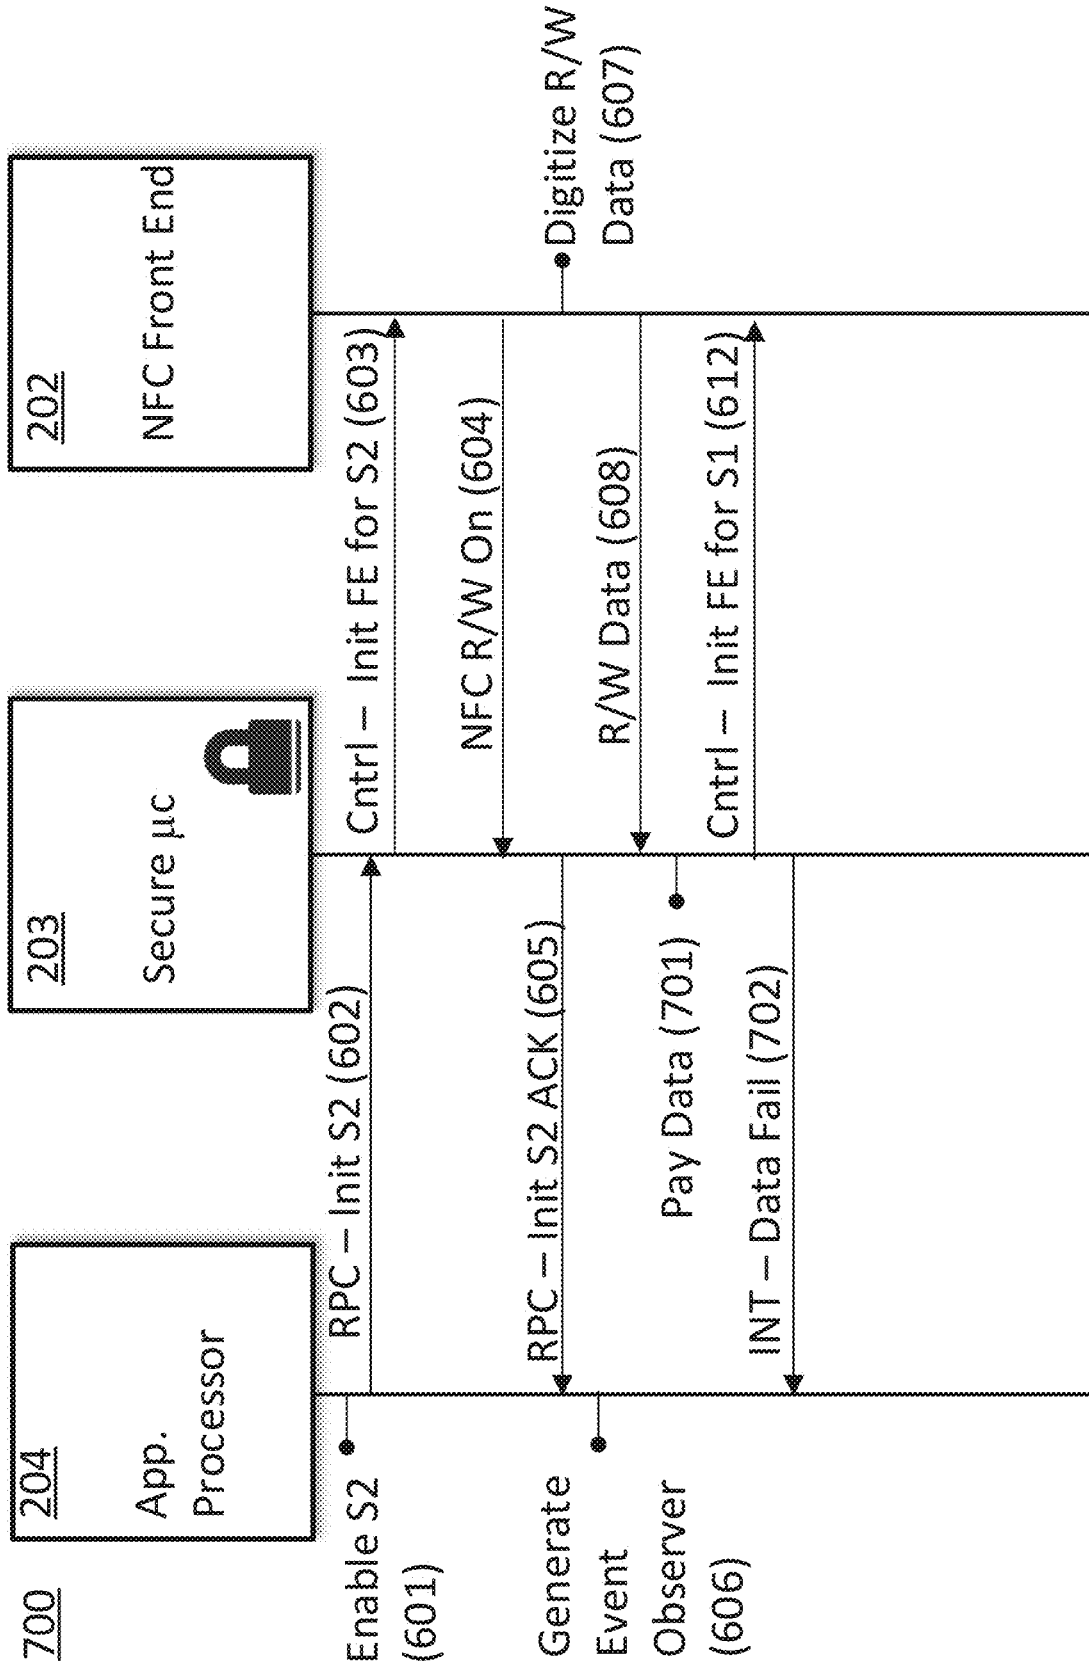 700
204
App.
Processor
203
Secure µc
202
NFC Front End
Enable S2
(601)
RPC – Init S2 (602)
Cntrl – Init FE for S2 (603)
NFC R/W On (604)
RPC – Init S2 ACK (605)
Generate
Event
Observer
(606)
Digitize R/W
Data (607)
R/W Data (608)
Pay Data (701)
Cntrl – Init FE for S1 (612)
INT – Data Fail (702)